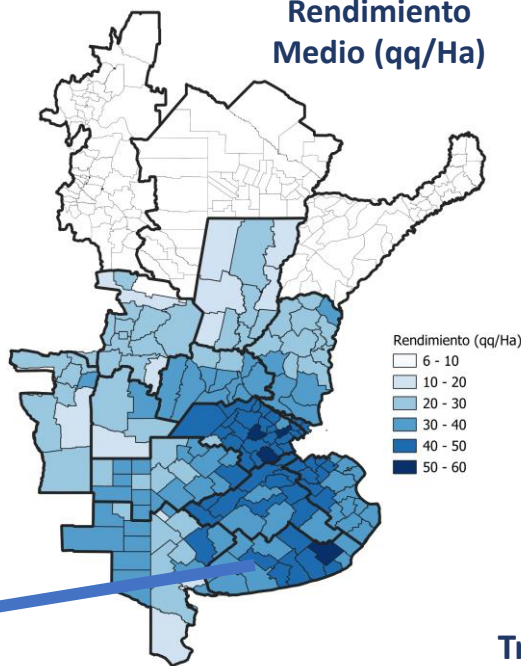 Rendimiento
Medio (qq/Ha)
Rendimiento (qq/Ha)
6 - 10
10 - 20
20 - 30
30 - 40
40 - 50
50 - 60
Tr